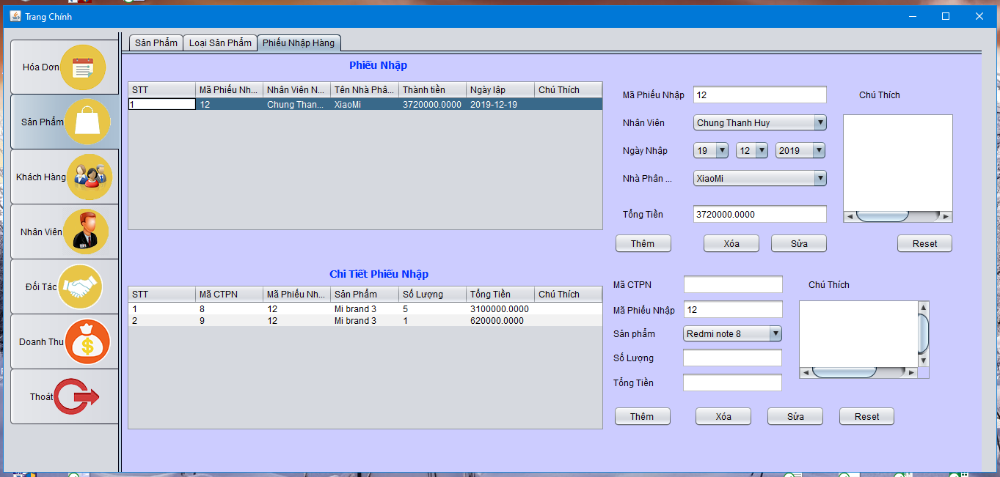 Trang Chính
Hóa Dơn
Sản Phẩm
Khách Hàng
Nhân Viên
Đối Tác
Doanh Thu
Thoát
Sản Phẩm Loại Sản Phẩm Phiếu Nhập Hàng
Phiếu Nhập
STT Mã Phiếu Nh... Nhân Viên N... Tên Nhà Phâ... Thành tiền Ngày lập Chú Thích
1 12 Chung Than... XiaoMi 3720000.0000 2019-12-19
Mã Phiếu Nhập 12 Chú Thích
Nhân Viên Chung Thanh Huy
Ngày Nhập 19 12 2019
Nhà Phân ... XiaoMi
Tổng Tiền 3720000.0000
Thêm Xóa Sửa Reset
Chi Tiết Phiếu Nhập
STT Mã CTPN Mã Phiếu Nh... Sản Phẩm Số Lượng Tổng Tiền Chú Thích
1 8 12 Mi brand 3 5 3100000.0000
2 9 12 Mi brand 3 1 620000.0000
Mã CTPN Chú Thích
Mã Phiếu Nhập 12
Sản phẩm Redmi note 8
Số Lượng
Tổng Tiền
Thêm Xóa Sửa Reset